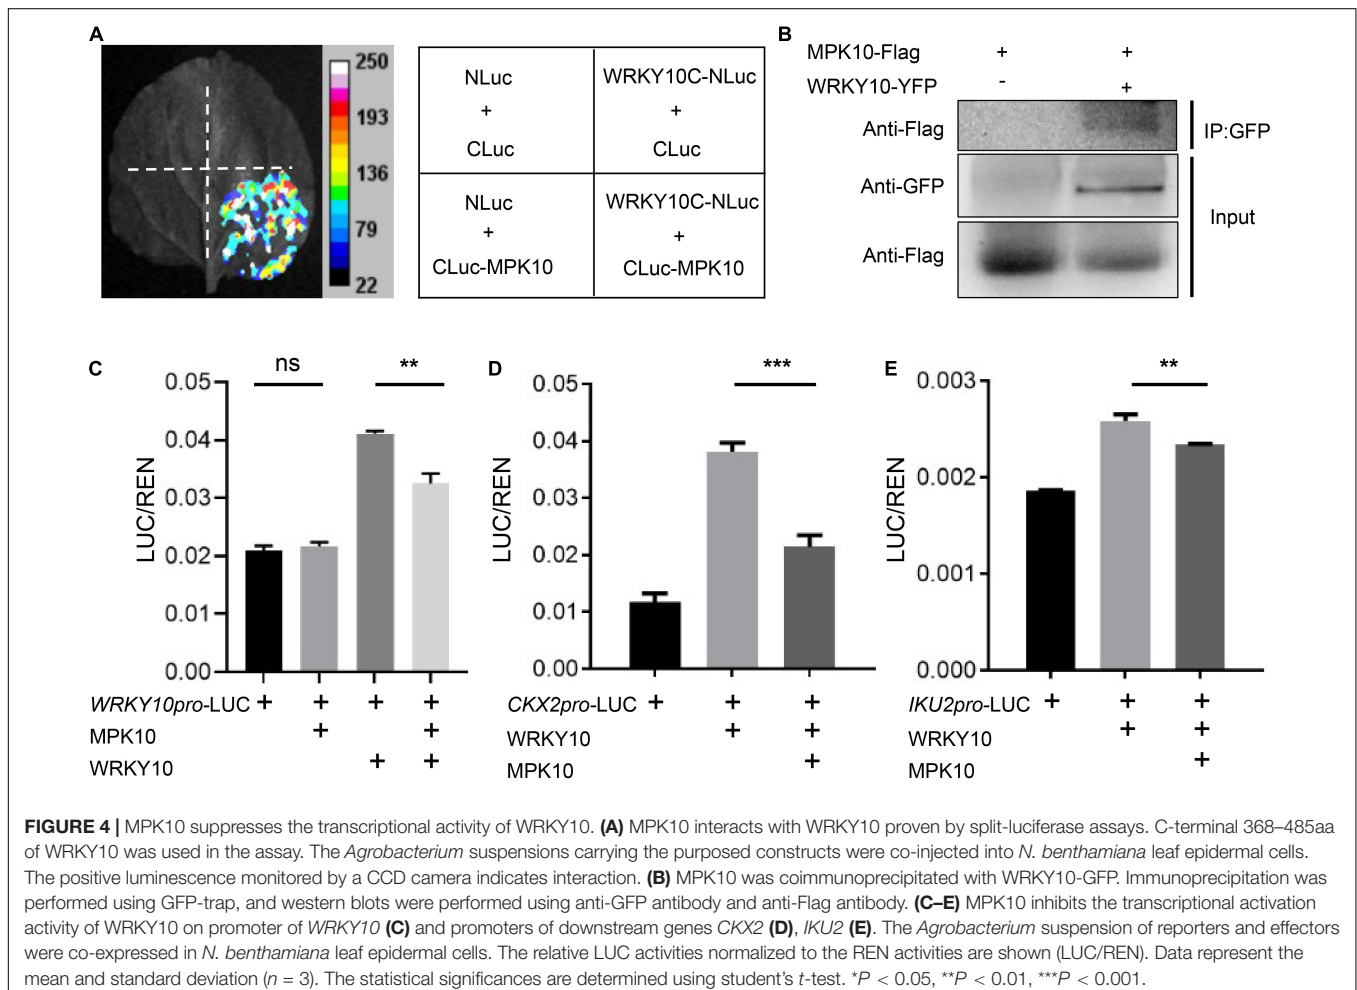 A
250
193
136
79
22
NLuc
+
CLuc
WRKY10C-NLuc
+
CLuc
NLuc
+
CLuc-MPK10
WRKY10C-NLuc
+
CLuc-MPK10
B
MPK10-Flag + +
WRKY10-YFP - +
Anti-Flag
IP:GFP
Anti-GFP
Anti-Flag
Input
C
ns **
LUC/REN
0.05
0.04
0.03
0.02
0.01
0.00
WRKY10pro-LUC + + + +
MPK10 + +
WRKY10 + +
D
***
LUC/REN
0.05
0.04
0.03
0.02
0.01
0.00
CKX2pro-LUC + + +
WRKY10 + +
MPK10 +
E
**
LUC/REN
0.003
0.002
0.001
0.000
IKU2pro-LUC + + +
WRKY10 + +
MPK10 +
FIGURE 4 | MPK10 suppresses the transcriptional activity of WRKY10. (A) MPK10 interacts with WRKY10 proven by split-luciferase assays. C-terminal 368–485aa
of WRKY10 was used in the assay. The Agrobacterium suspensions carrying the purposed constructs were co-injected into N. benthamiana leaf epidermal cells.
The positive luminescence monitored by a CCD camera indicates interaction. (B) MPK10 was coimmunoprecipitated with WRKY10-GFP. Immunoprecipitation was
performed using GFP-trap, and western blots were performed using anti-GFP antibody and anti-Flag antibody. (C–E) MPK10 inhibits the transcriptional activation
activity of WRKY10 on promoter of WRKY10 (C) and promoters of downstream genes CKX2 (D), IKU2 (E). The Agrobacterium suspension of reporters and effectors
were co-expressed in N. benthamiana leaf epidermal cells. The relative LUC activities normalized to the REN activities are shown (LUC/REN). Data represent the
mean and standard deviation (n = 3). The statistical significances are determined using student's t-test. *P < 0.05, **P < 0.01, ***P < 0.001.